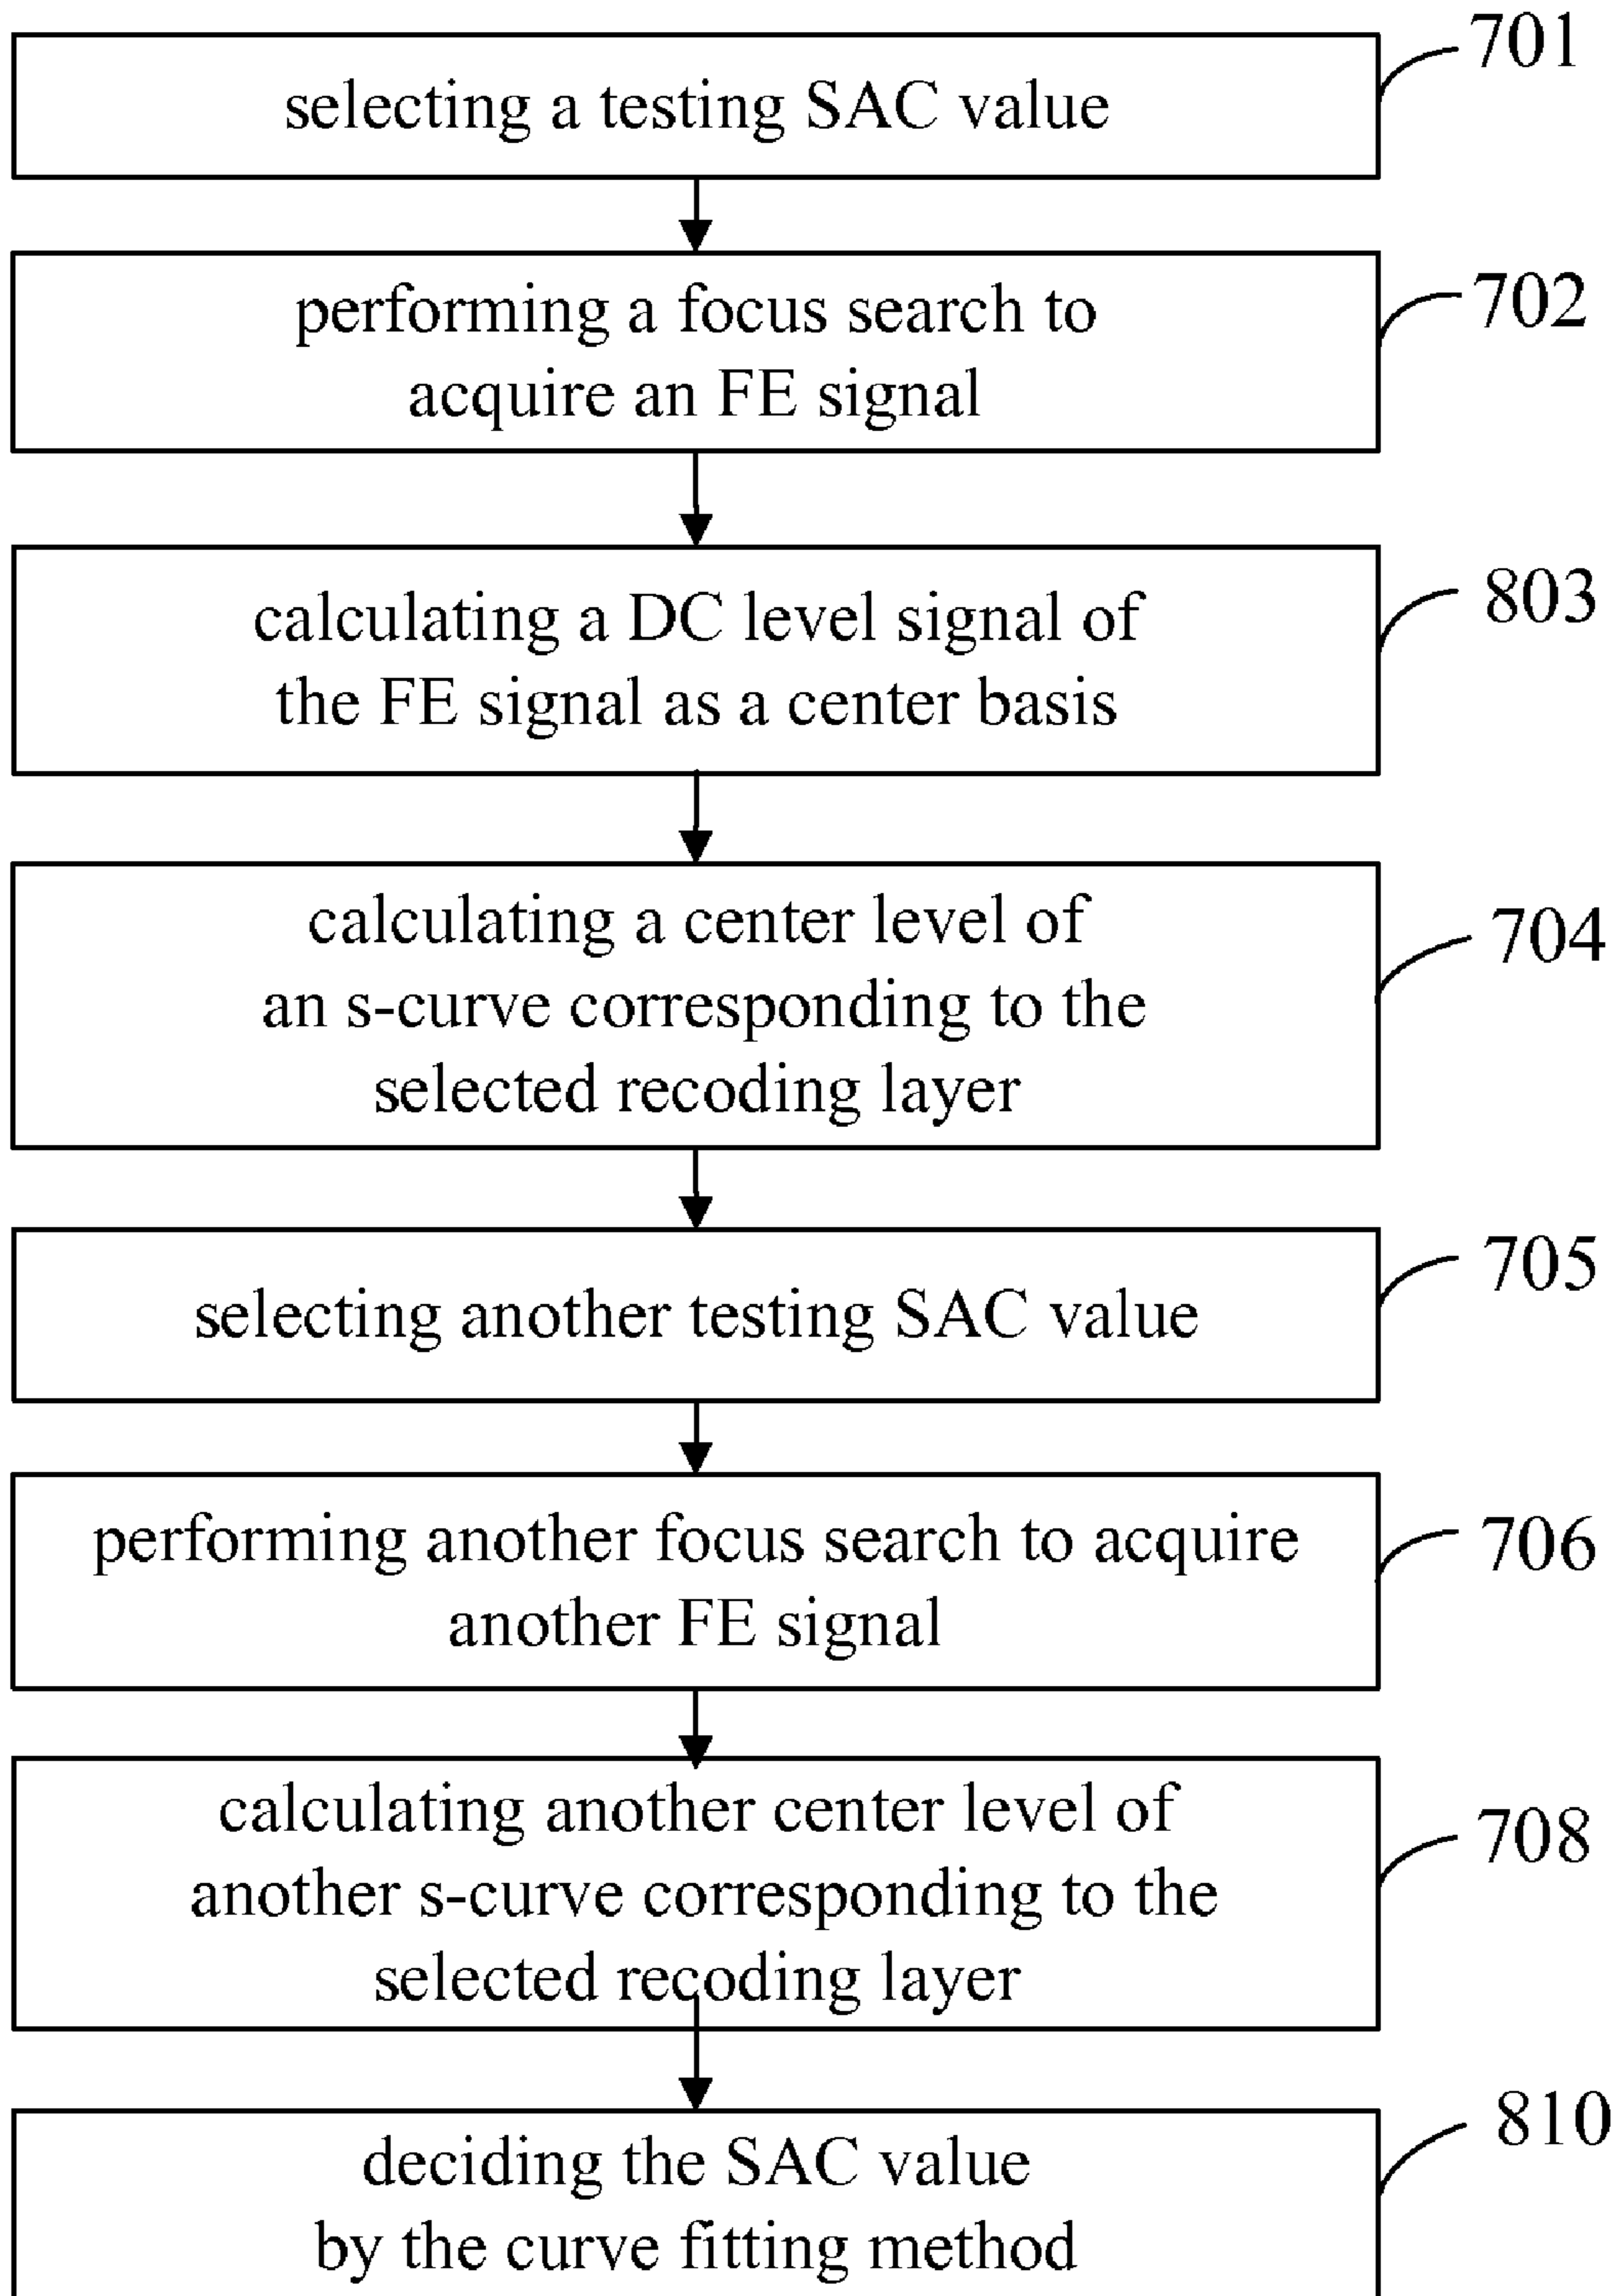 701
selecting a testing SAC value
702
performing a focus search to
acquire an FE signal
803
calculating a DC level signal of
the FE signal as a center basis
704
calculating a center level of
an s-curve corresponding to the
selected recoding layer
705
selecting another testing SAC value
706
performing another focus search to acquire
another FE signal
708
calculating another center level of
another s-curve corresponding to the
selected recoding layer
810
deciding the SAC value
by the curve fitting method